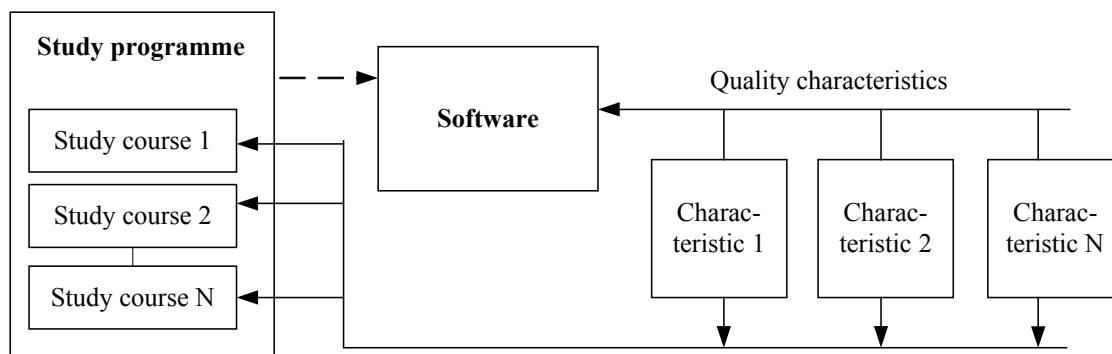 Study programme
Study course 1
Study course 2
Study course N
Software
Quality characteristics
Charac-
teristic 1
Charac-
teristic 2
Charac-
teristic N